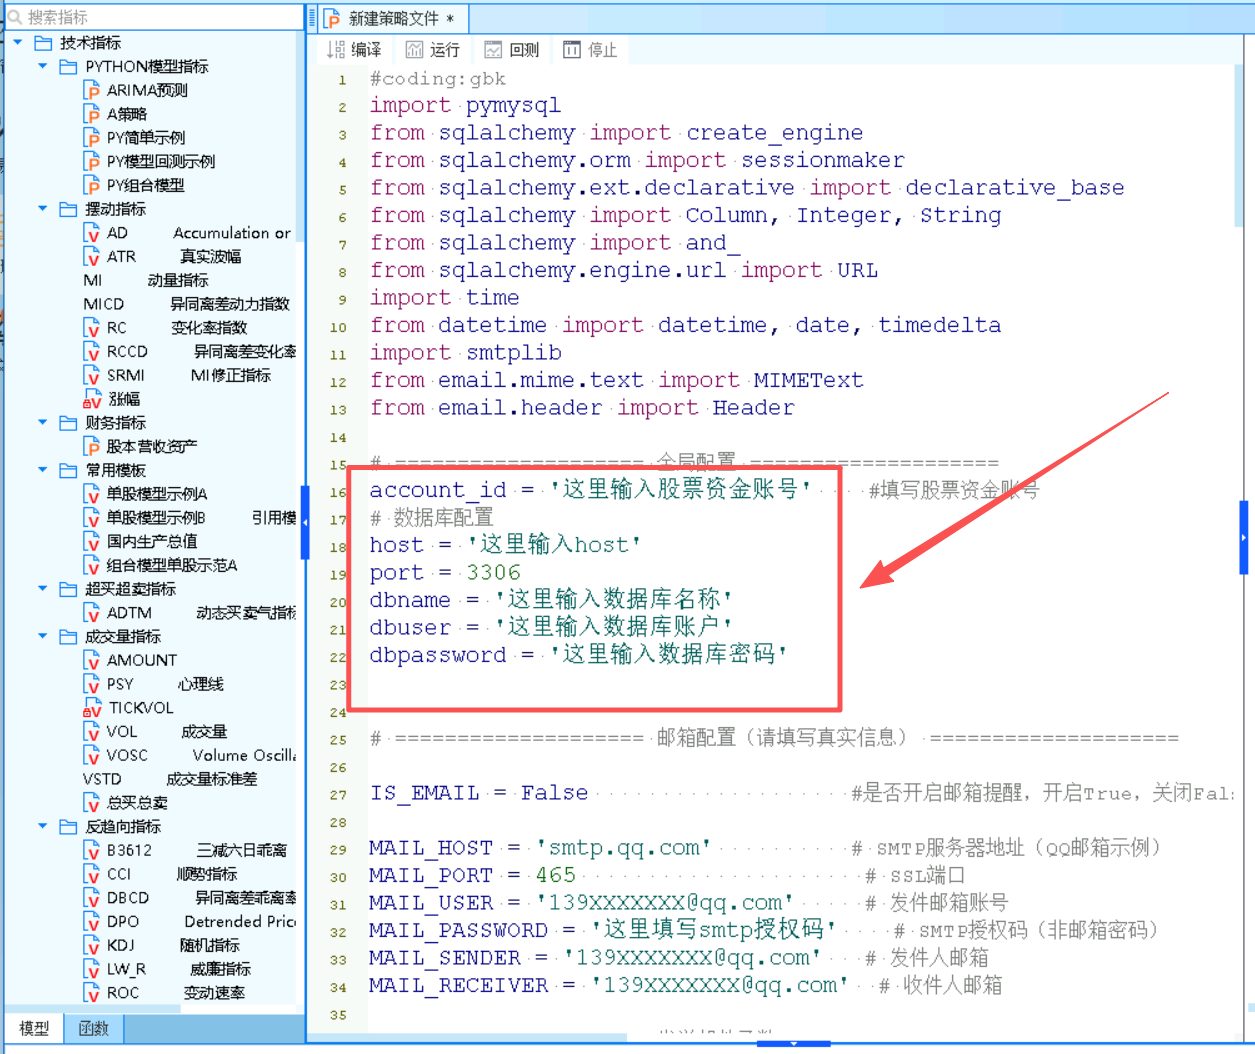 搜索指标
技术指标
PYTHON模型指标
ARIMA预测
A策略
PY简单示例
PY模型回测示例
PY组合模型
摆动指标
AD Accumulation or
ATR 真实波幅
MI 动量指标
MICD 异同离差动力指数
RC 变化率指数
RCCD 异同离差变化率
SRMI MI修正指标
涨幅
财务指标
股本营收资产
常用模板
单股模型示例A
单股模型示例B 引用模
国内生产总值
组合模型单股示范A
超买超卖指标
ADTM 动态买卖气指标
成交量指标
AMOUNT
PSY 心理线
TICKVOL
VOL 成交量
VOSC Volume Oscilla
VSTD 成交量标准差
总买总卖
反趋向指标
B3612 三减六日乖离
CCI 顺势指标
DBCD 异同离差乖离率
DPO Detrended Price
KDJ 随机指标
LW_R 威廉指标
ROC 变动速率
模型 函数
新建策略文件 *
编译 运行 回测 停止
1 #coding:gbk
2 import pymysql
3 from sqlalchemy import create_engine
4 from sqlalchemy.orm import sessionmaker
5 from sqlalchemy.ext.declarative import declarative_base
6 from sqlalchemy import Column, Integer, String
7 from sqlalchemy import and_
8 from sqlalchemy.engine.url import URL
9 import time
10 from datetime import datetime, date, timedelta
11 import smtplib
12 from email.mime.text import MIMEText
13 from email.header import Header
14
15 # ==================== 全局配置 ====================
16 account_id = '这里输入股票资金账号' #填写股票资金账号
17 # 数据库配置
18 host = '这里输入host'
19 port = 3306
20 dbname = '这里输入数据库名称'
21 dbuser = '这里输入数据库账户'
22 dbpassword = '这里输入数据库密码'
23
24
25 # ==================== 邮箱配置（请填写真实信息） ====================
26
27 IS_EMAIL = False #是否开启邮箱提醒，开启True，关闭Fals
28
29 MAIL_HOST = 'smtp.qq.com' # SMTP服务器地址（QQ邮箱示例）
30 MAIL_PORT = 465 # SSL端口
31 MAIL_USER = '139XXXXXXX@qq.com' # 发件邮箱账号
32 MAIL_PASSWORD = '这里填写smtp授权码' # SMTP授权码（非邮箱密码）
33 MAIL_SENDER = '139XXXXXXX@qq.com' # 发件人邮箱
34 MAIL_RECEIVER = '139XXXXXXX@qq.com' # 收件人邮箱
35